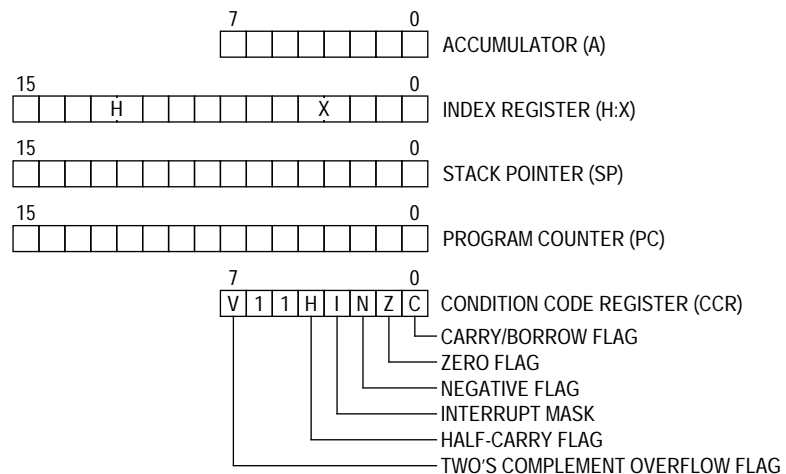 7 0
ACCUMULATOR (A)
15 0
H X INDEX REGISTER (H:X)
15 0
STACK POINTER (SP)
15 0
PROGRAM COUNTER (PC)
7 0
V 1 1 H I N Z C CONDITION CODE REGISTER (CCR)
CARRY/BORROW FLAG
ZERO FLAG
NEGATIVE FLAG
INTERRUPT MASK
HALF-CARRY FLAG
TWO'S COMPLEMENT OVERFLOW FLAG